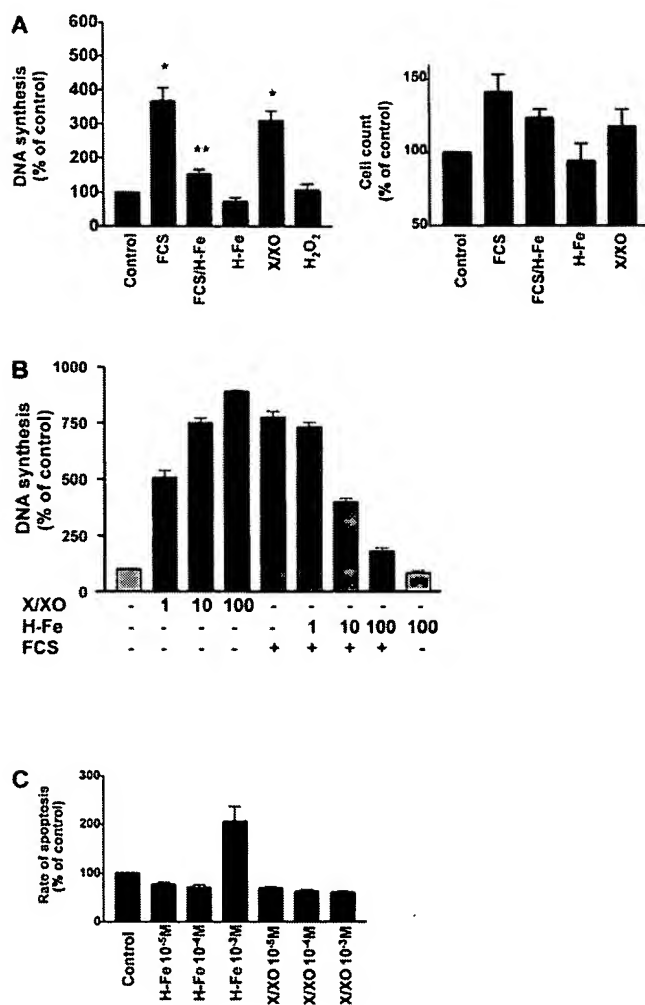 A
DNA synthesis
(% of control)
600
500
400
300
200
100
0
*
**
*
Control
FCS
FCS/H-Fe
H-Fe
X/XO
H2O2
Cell count
(% of control)
150
100
50
Control
FCS
FCS/H-Fe
H-Fe
X/XO
B
DNA synthesis
(% of control)
1000
750
500
250
0
X/XO - 1 10 100 - - - - -
H-Fe - - - - - 1 10 100 100
FCS - - - - + + + + -
C
Rate of apoptosis
(% of control)
300
200
100
0
Control
H-Fe 10-5M
H-Fe 10-4M
H-Fe 10-3M
X/XO 10-5M
X/XO 10-4M
X/XO 10-3M